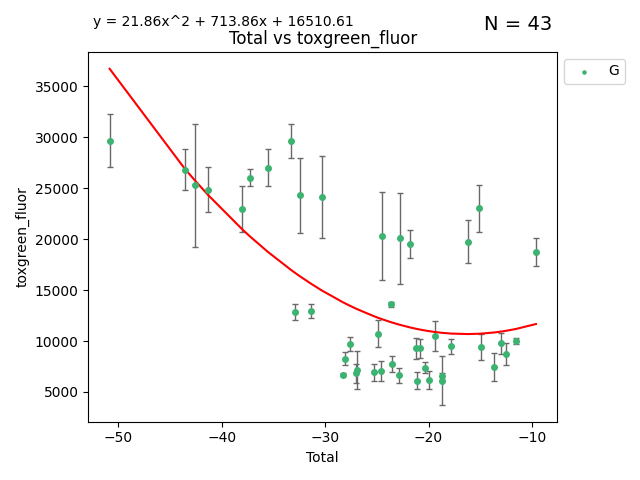 y = 21.86x^2 + 713.86x + 16510.61
N = 43
Total vs toxgreen_fluor
G
35000
30000
25000
20000
15000
10000
5000
toxgreen_fluor
−50
−40
−30
−20
−10
Total